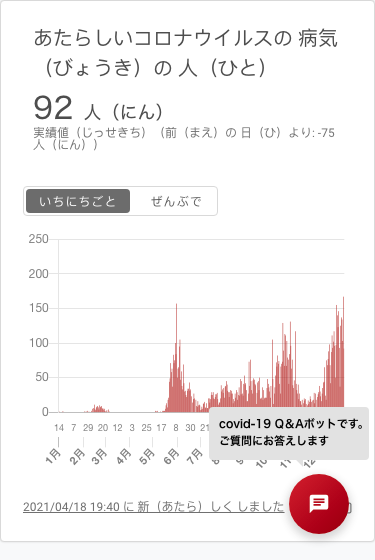 あたらしいコロナウイルスの 病気
（びょうき）の 人（ひと）
92 人（にん）
実績値（じっせきち）（前（まえ）の 日（ひ）より: -75
人（にん））
いちにちごと ぜんぶで
250
200
150
100
50
0
14 7 29 20 12 3 25 17 8 30 21
1月 2月 3月 4月 5月 6月 7月 8月
covid-19 Q&Aボットです。
ご質問にお答えします
2021/04/18 19:40 に 新（あたら）しく しました